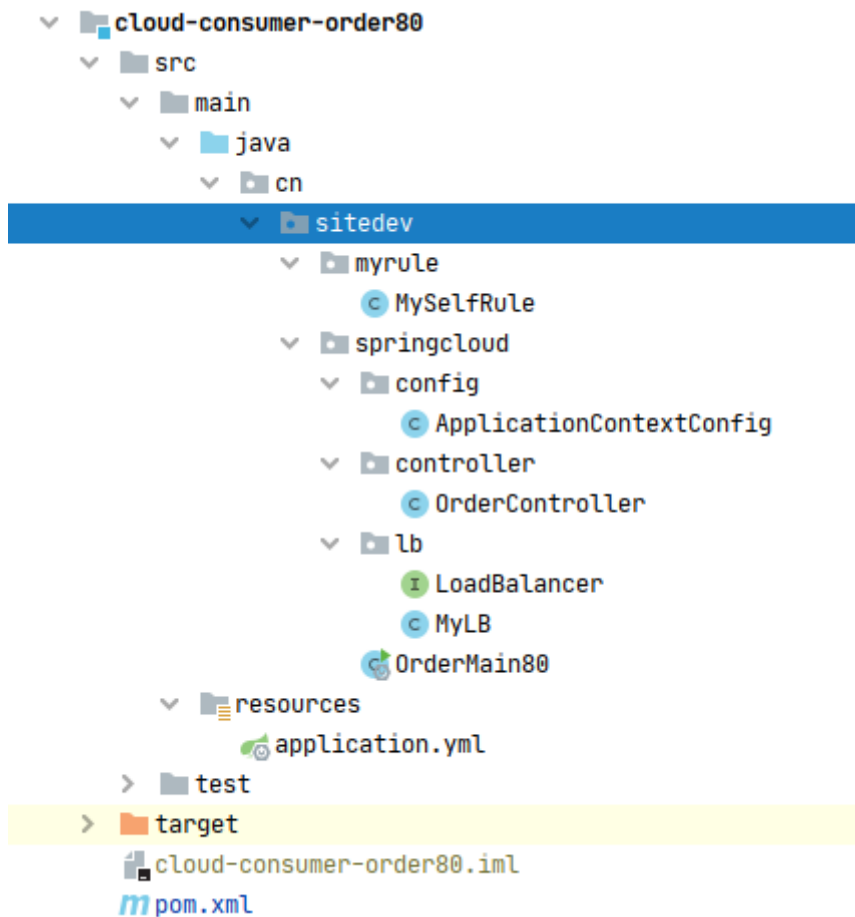 cloud-consumer-order80
src
main
java
cn
sitedev
myrule
C MySelfRule
springcloud
config
C ApplicationContextConfig
controller
C OrderController
lb
I LoadBalancer
C MyLB
C OrderMain80
resources
application.yml
test
target
cloud-consumer-order80.iml
m pom.xml